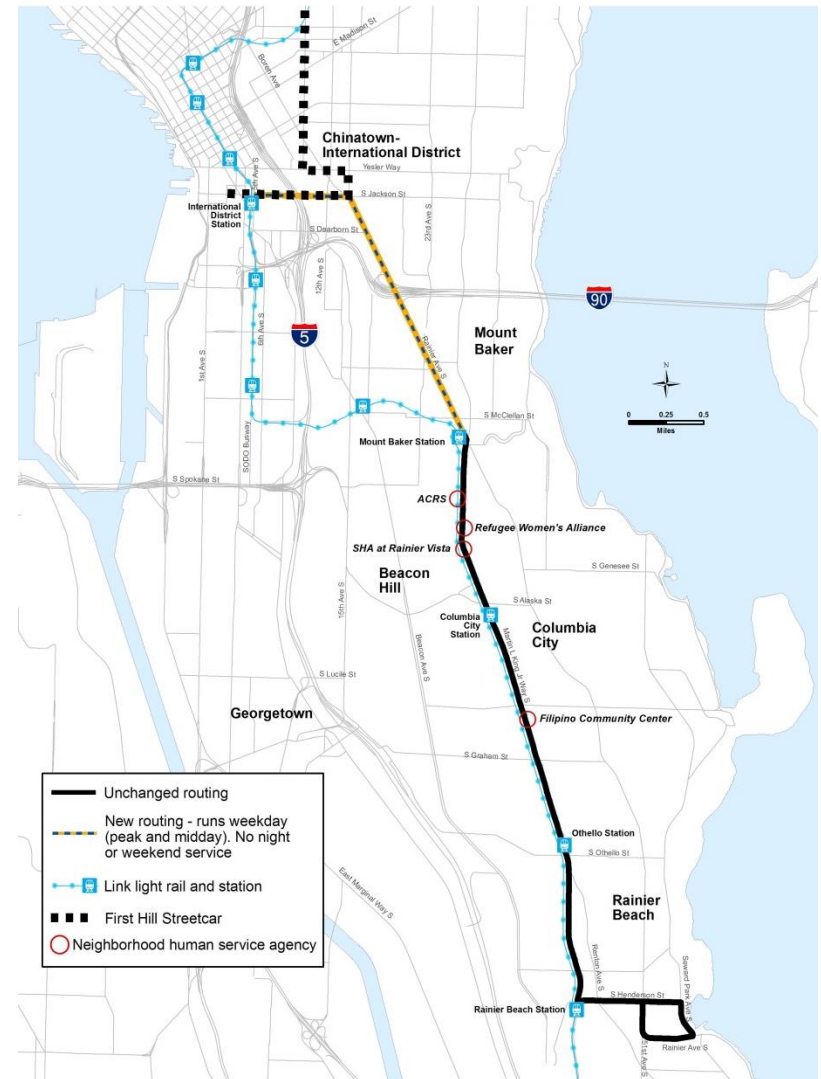 E Madison St
Boren Ave
Chinatown-
International District
Yesler Way
5th Ave S
S Jackson St
International
District
Station
S Dearborn St
23rd Ave S
12th Ave S
90
6th Ave S
5
Mount
Baker
1st Ave S
Rainier Ave S
N
0 0.25 0.5
Miles
S McClellan St
SODO Busway
Mount Baker Station
S Spokane St
ACRS
Refugee Women's Alliance
SHA at Rainier Vista
Beacon
Hill
S Genesee St
15th Ave S
S Alaska St
Columbia
City
Station
Columbia
City
Martin L King Jr Way S
Beacon Ave S
S Lucile St
Georgetown
Filipino Community Center
S Graham St
Unchanged routing
New routing - runs weekday
(peak and midday). No night
or weekend service
Link light rail and station
First Hill Streetcar
Neighborhood human service agency
Othello Station
S Othello St
East Marginal Way S
Rainier
Beach
Renton Ave S
Seward Park Ave S
S Henderson St
Rainier Beach Station
51st Ave S
Rainier Ave S